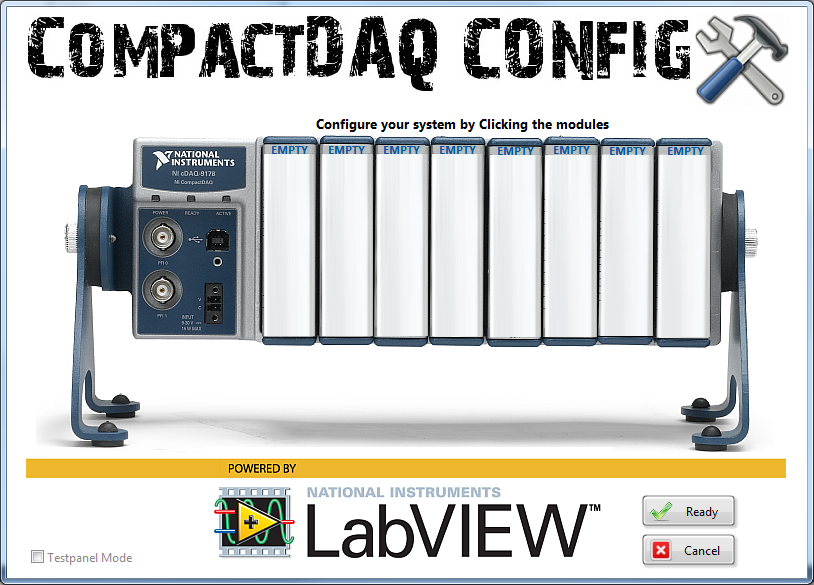 COMPACTDAQ CONFIG
Configure your system by Clicking the modules
NATIONAL INSTRUMENTS
NI cDAQ-9178
NI CompactDAQ
EMPTY EMPTY EMPTY EMPTY EMPTY EMPTY EMPTY EMPTY
POWER READY ACTIVE
PFI 0
V
C
PFI 1
INPUT
9-30 V
15 W MAX
POWERED BY
NATIONAL INSTRUMENTS
LabVIEW™
Ready
Cancel
Testpanel Mode